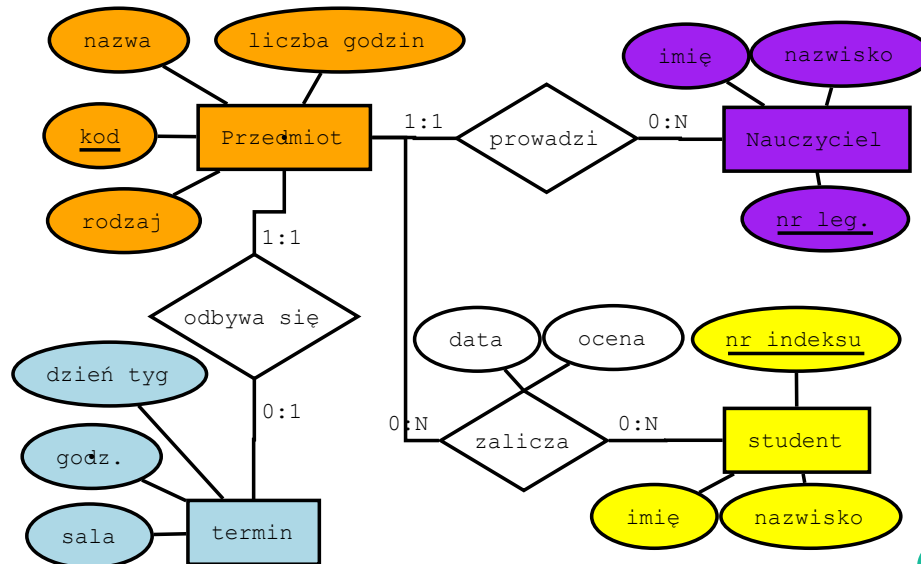 nazwa
liczba godzin
imię
nazwisko
kod
Przedmiot
1:1
prowadzi
0:N
Nauczyciel
rodzaj
nr leg.
1:1
odbywa się
data
ocena
nr indeksu
dzień tyg
0:1
0:N
zalicza
0:N
student
godz.
sala
termin
imię
nazwisko